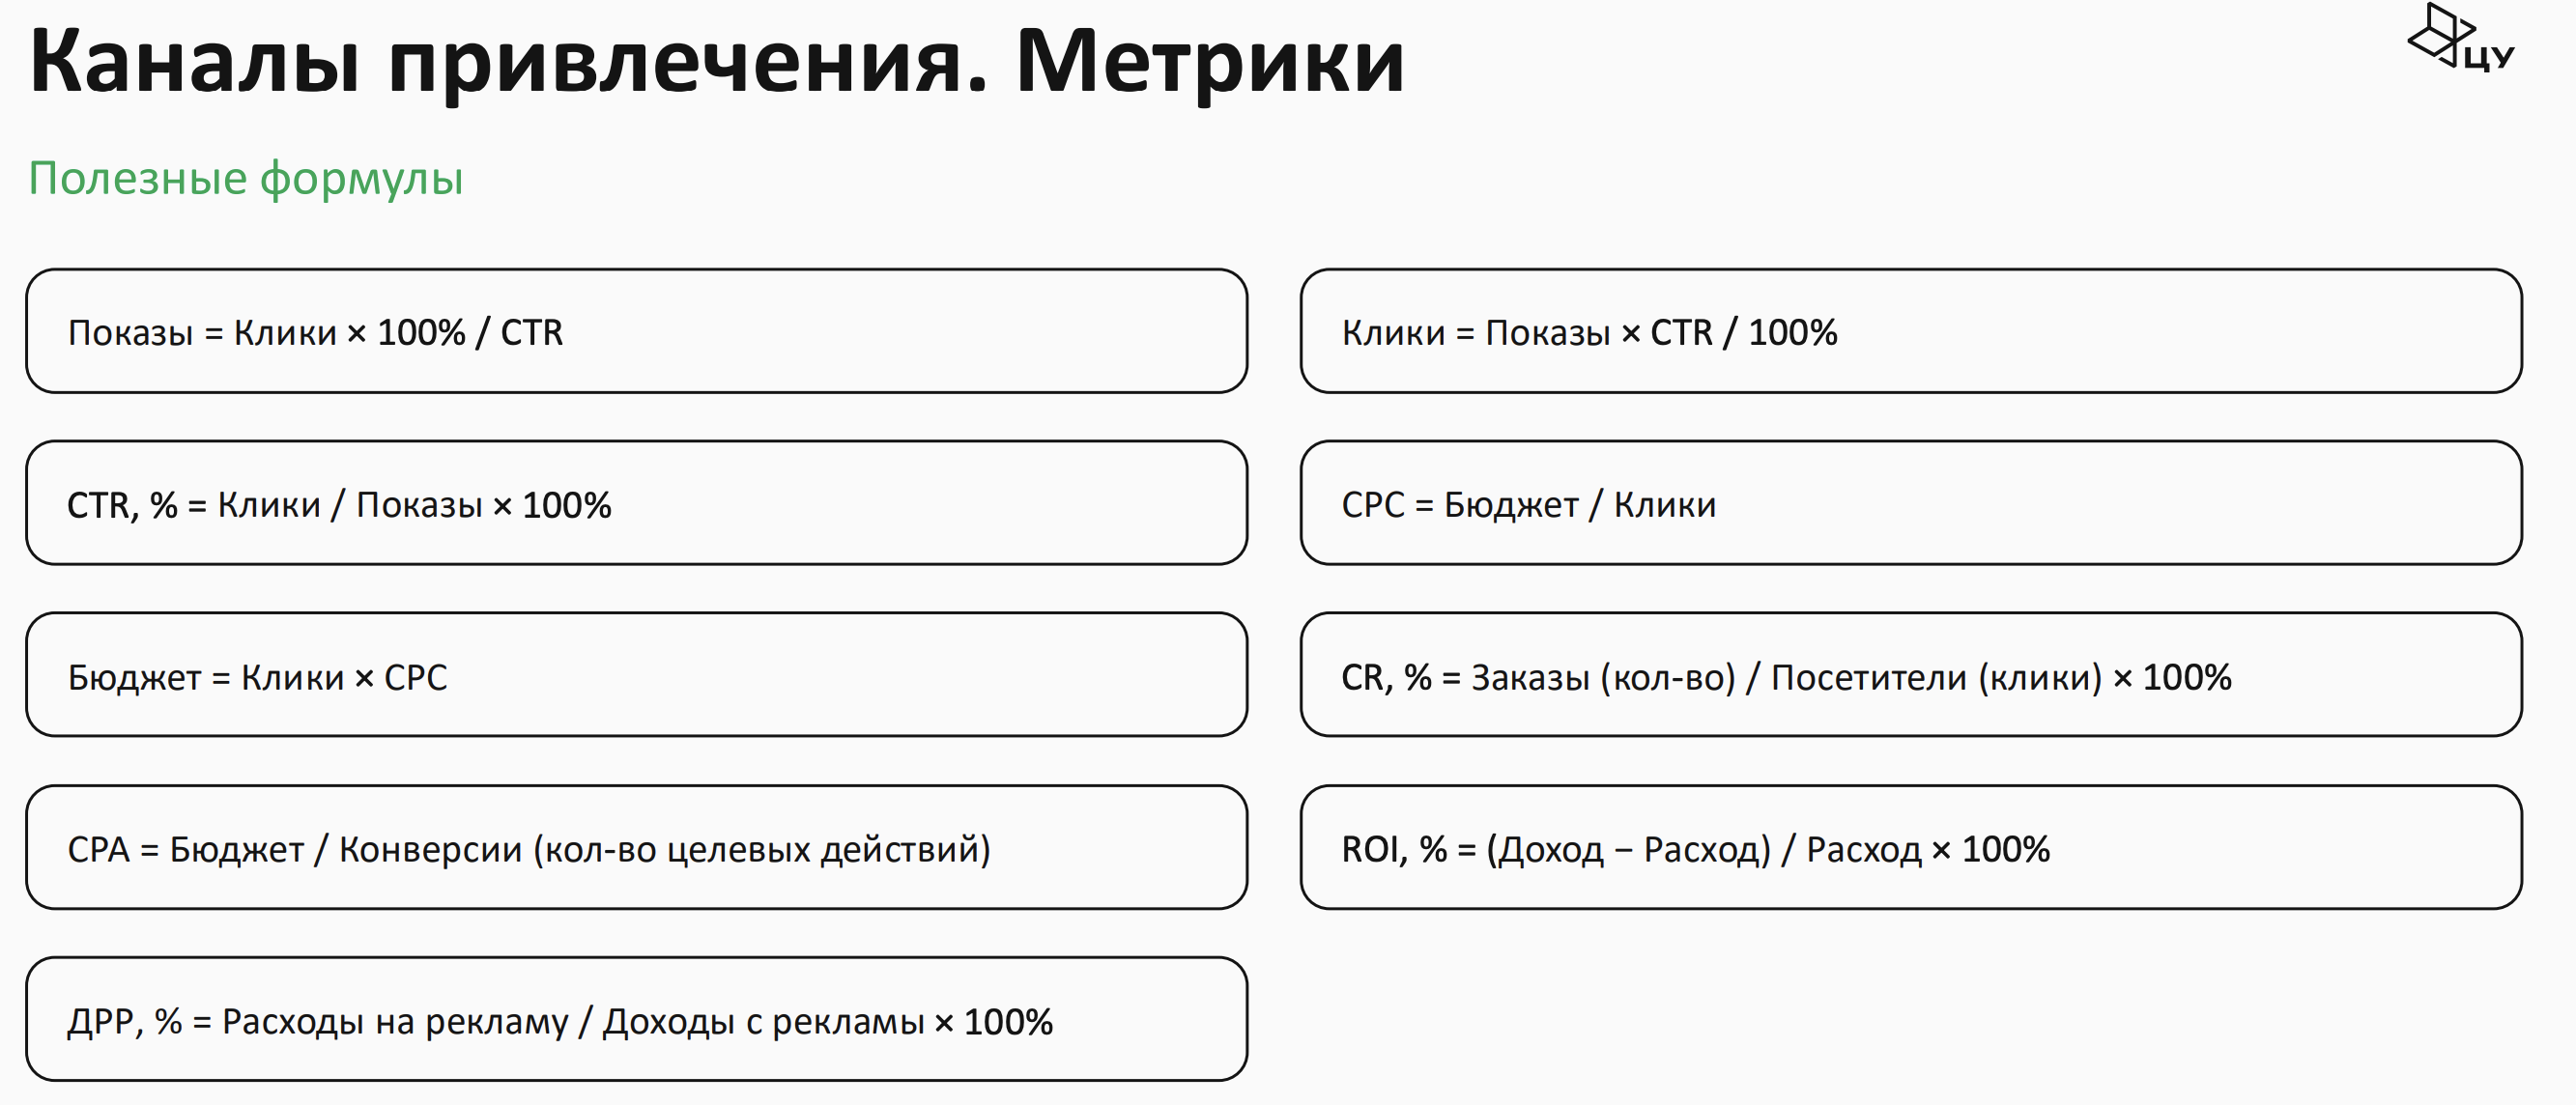 Каналы привлечения. Метрики
ЦУ
Полезные формулы
Показы = Клики × 100% / CTR
Клики = Показы × CTR / 100%
CTR, % = Клики / Показы × 100%
CPC = Бюджет / Клики
Бюджет = Клики × CPC
CR, % = Заказы (кол-во) / Посетители (клики) × 100%
CPA = Бюджет / Конверсии (кол-во целевых действий)
ROI, % = (Доход – Расход) / Расход × 100%
ДРР, % = Расходы на рекламу / Доходы с рекламы × 100%